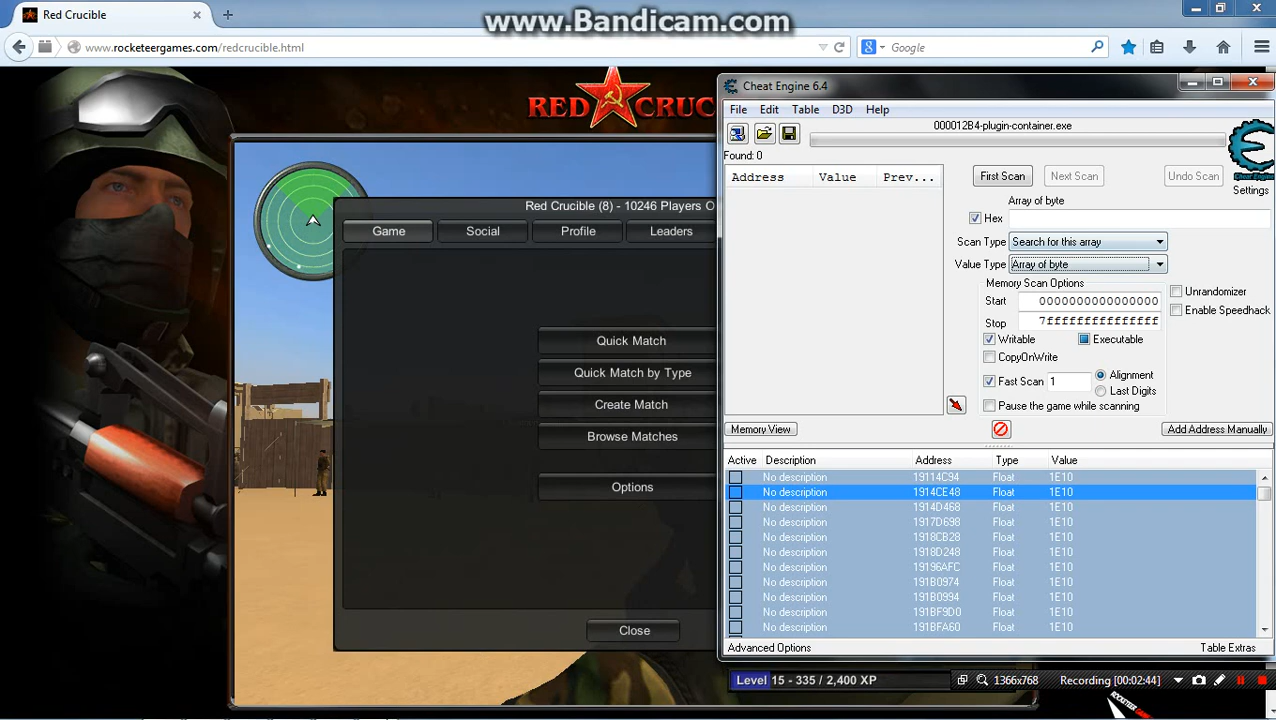 Red Crucible
www.Bandicam.com
www.rocketeergames.com/redcrucible.html
Google
RED CRUC
Cheat Engine 6.4
File Edit Table D3D Help
000012B4-plugin-container.exe
Found: 0
Address Value Prev...
First Scan Next Scan Undo Scan
Cheat Engine
Settings
Array of byte
Hex
Scan Type Search for this array
Value Type Array of byte
Memory Scan Options
Start 0000000000000000
Stop 7fffffffffffffff
Unrandomizer
Enable Speedhack
Writable Executable
CopyOnWrite
Fast Scan 1 Alignment
Last Digits
Pause the game while scanning
Memory View Add Address Manually
Active Description Address Type Value
No description 19114C94 Float 1E10
No description 1914CE48 Float 1E10
No description 1914D468 Float 1E10
No description 1917D698 Float 1E10
No description 1918CB28 Float 1E10
No description 1918D248 Float 1E10
No description 19196AFC Float 1E10
No description 191B0974 Float 1E10
No description 191B0994 Float 1E10
No description 191BF9D0 Float 1E10
No description 191BFA60 Float 1E10
Advanced Options Table Extras
Red Crucible (8) - 10246 Players O
Game Social Profile Leaders
Quick Match
Quick Match by Type
Create Match
Browse Matches
Options
Close
Level 15 - 335 / 2,400 XP
1366x768 Recording [00:02:44]